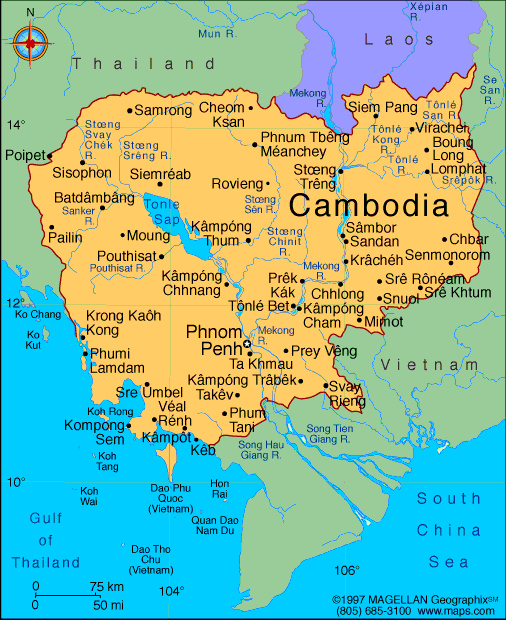 N
Xépian
R.
Mun R.
Laos
Thailand
Se
San R.
Mekong
R.
Samrong
Cheom
Ksan
Siem Pang
Tônlé
San R.
14°
Stœng
Svay
Chék
R.
Stœng
Srêng R.
Phnum Tbêng
Méanchey
Tônlé
Kong
R.
Virachei
Boung
Long
Poipet
Sisophon
Siemréab
Rovieng
Stœng
Trêng
Tônlé
R.
Lomphat
Srêpôk R.
Batdâmbâng
Sanker R.
Tonle
Sap
Stœng
Sên R.
Cambodia
Pailin
Moung
Kâmpóng
Thum
Stœng
Chinit
R.
Sâmbor
Sandan
Chbar
Pouthisat
Pouthisat R.
Krâchéh
Senmonorom
Kâmpóng
Chhnang
Mekong
R.
Prêk
Kák
Chhlong
Srê Rônéam
Srê Khtum
Ko Chang
12°
Tônlé Bet
Kâmpóng
Cham
Snuol
Mimot
Ko
Kut
Krong Kaôh
Kong
Phnom
Penh
Mekong
R.
Phumi
Lamdam
Ta Khmau
Prey Vêng
Vietnam
Sre Umbel
Kâmpóng Trâbêk
Takêv
Svay
Rieng
Koh Rong
Véal
Rénh
Phum
Tani
Kompong
Sem
Kâmpôt
Kêb
Song Tien
Giang R.
Song Hau
Giang R.
Koh
Tang
10°
Koh
Wai
Dao Phu
Quoc
(Vietnam)
Hon
Rai
Quan Dao
Nam Du
South
China
Sea
Gulf
of
Thailand
Dao Tho
Chu
(Vietnam)
0 75 km
0 50 mi
104°
106°
©1997 MAGELLAN Geographix℠
(805) 685-3100 www.maps.com